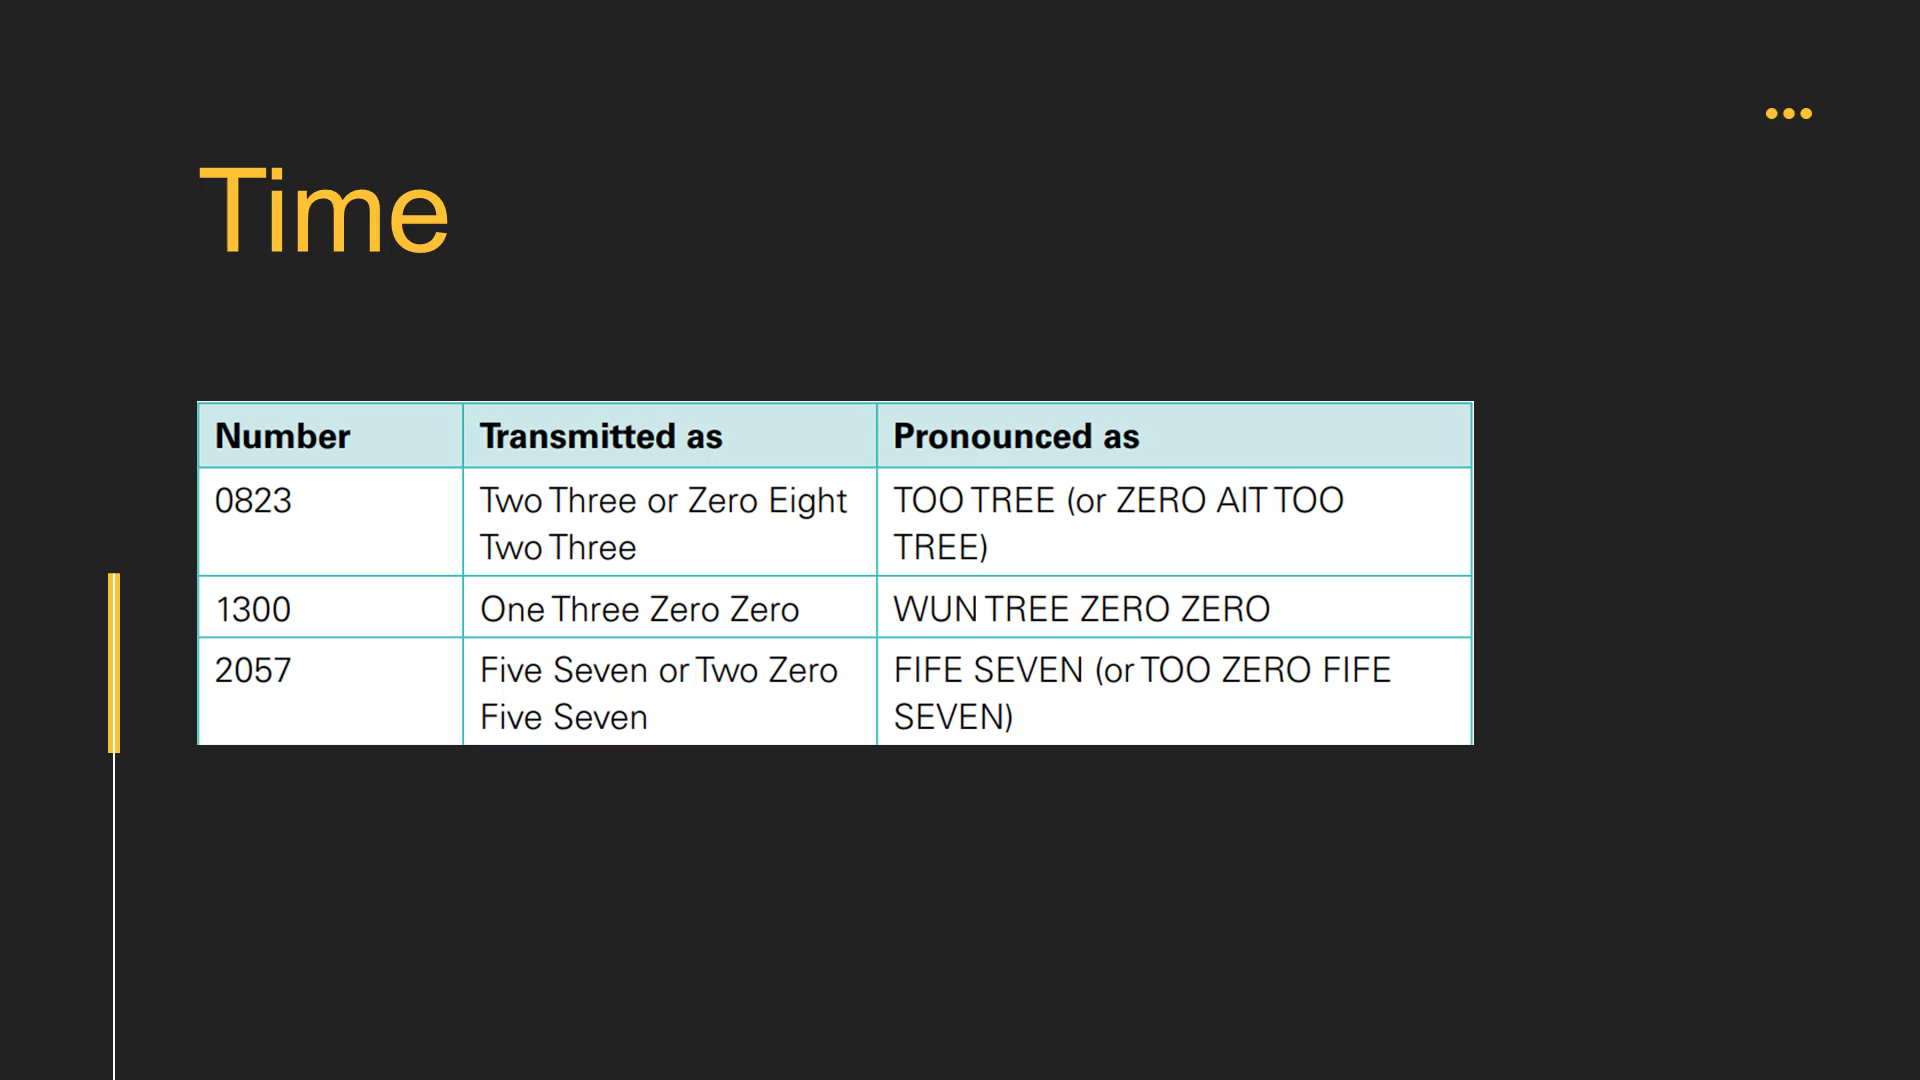 Time
Number Transmitted as Pronounced as
0823 Two Three or Zero Eight TOO TREE (or ZERO AIT TOO
Two Three TREE)
1300 One Three Zero Zero WUN TREE ZERO ZERO
2057 Five Seven or Two Zero FIFE SEVEN (or TOO ZERO FIFE
Five Seven SEVEN)